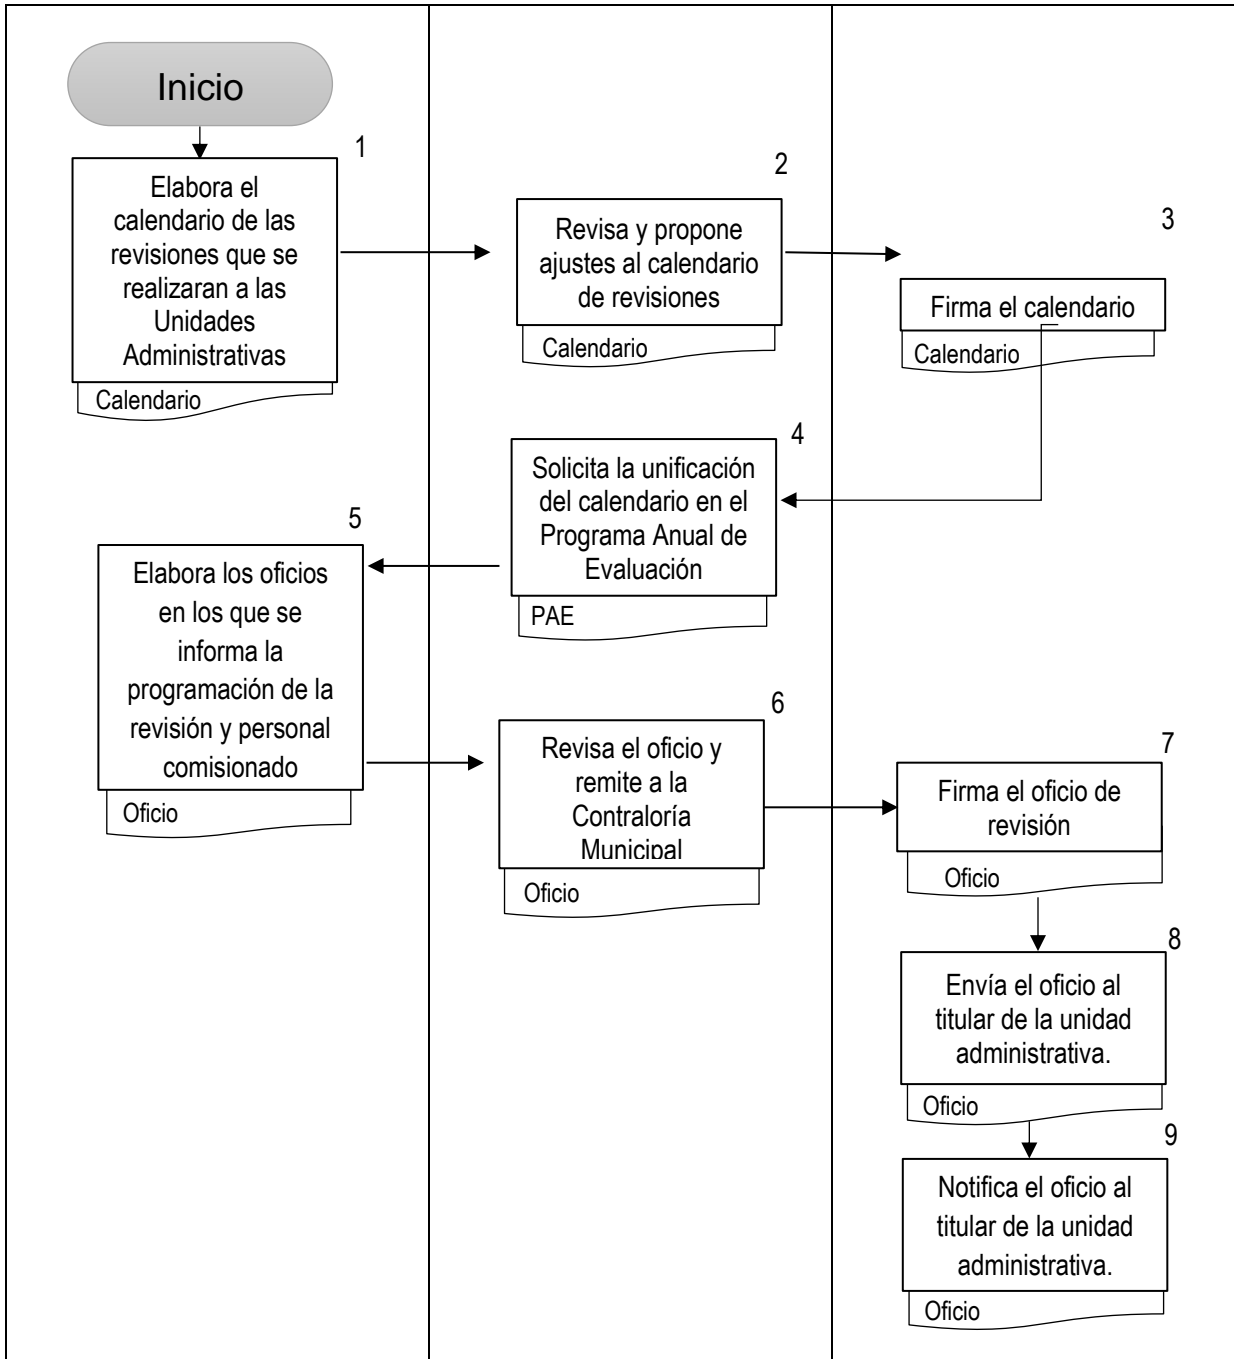 Inicio
1
Elabora el
calendario de las
revisiones que se
realizaran a las
Unidades
Administrativas
Calendario
2
Revisa y propone
ajustes al calendario
de revisiones
Calendario
3
Firma el calendario
Calendario
4
Solicita la unificación
del calendario en el
Programa Anual de
Evaluación
PAE
5
Elabora los oficios
en los que se
informa la
programación de la
revisión y personal
comisionado
Oficio
6
Revisa el oficio y
remite a la
Contraloría
Municipal
Oficio
7
Firma el oficio de
revisión
Oficio
8
Envía el oficio al
titular de la unidad
administrativa.
Oficio
9
Notifica el oficio al
titular de la unidad
administrativa.
Oficio